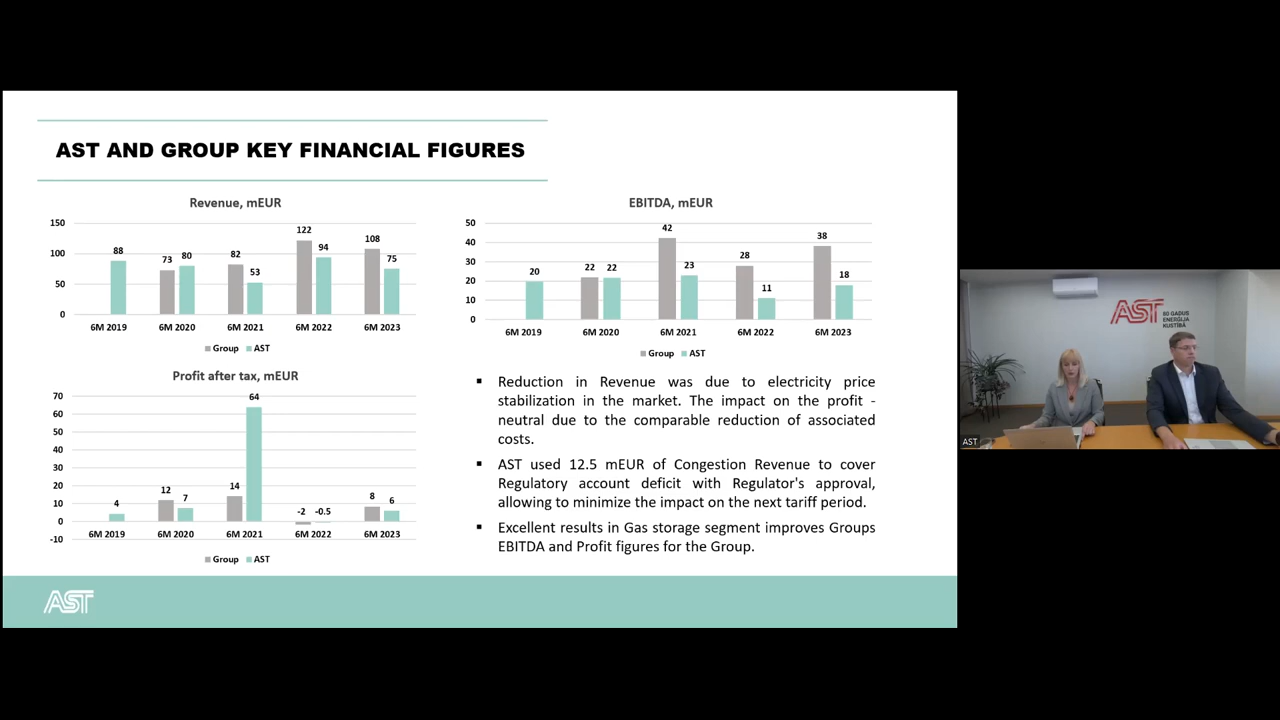 AST AND GROUP KEY FINANCIAL FIGURES
Revenue, mEUR
150
100
50
0
88
73
80
82
53
122
94
108
75
6M 2019
6M 2020
6M 2021
6M 2022
6M 2023
Group
AST
Profit after tax, mEUR
70
60
50
40
30
20
10
0
-10
4
12
7
14
64
-2
-0.5
8
6
6M 2019
6M 2020
6M 2021
6M 2022
6M 2023
Group
AST
EBITDA, mEUR
50
40
30
20
10
0
20
22
22
42
23
28
11
38
18
6M 2019
6M 2020
6M 2021
6M 2022
6M 2023
Group
AST
▪ Reduction in Revenue was due to electricity price
stabilization in the market. The impact on the profit -
neutral due to the comparable reduction of associated
costs.
▪ AST used 12.5 mEUR of Congestion Revenue to cover
Regulatory account deficit with Regulator's approval,
allowing to minimize the impact on the next tariff period.
▪ Excellent results in Gas storage segment improves Groups
EBITDA and Profit figures for the Group.
AST
AST
80 GADUS
ENERĢIJA
KUSTĪBĀ
AST